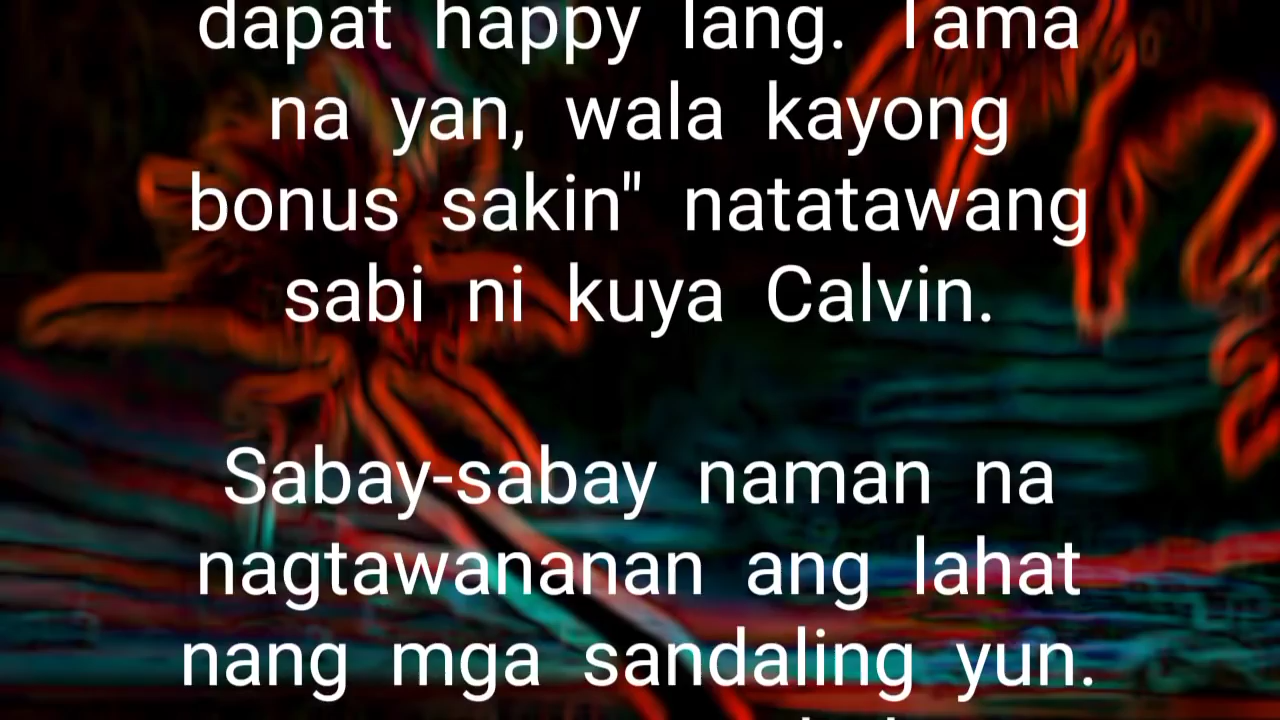 dapat happy lang. Tama
na yan, wala kayong
bonus sakin" natatawang
sabi ni kuya Calvin.
Sabay-sabay naman na
nagtawananan ang lahat
nang mga sandaling yun.